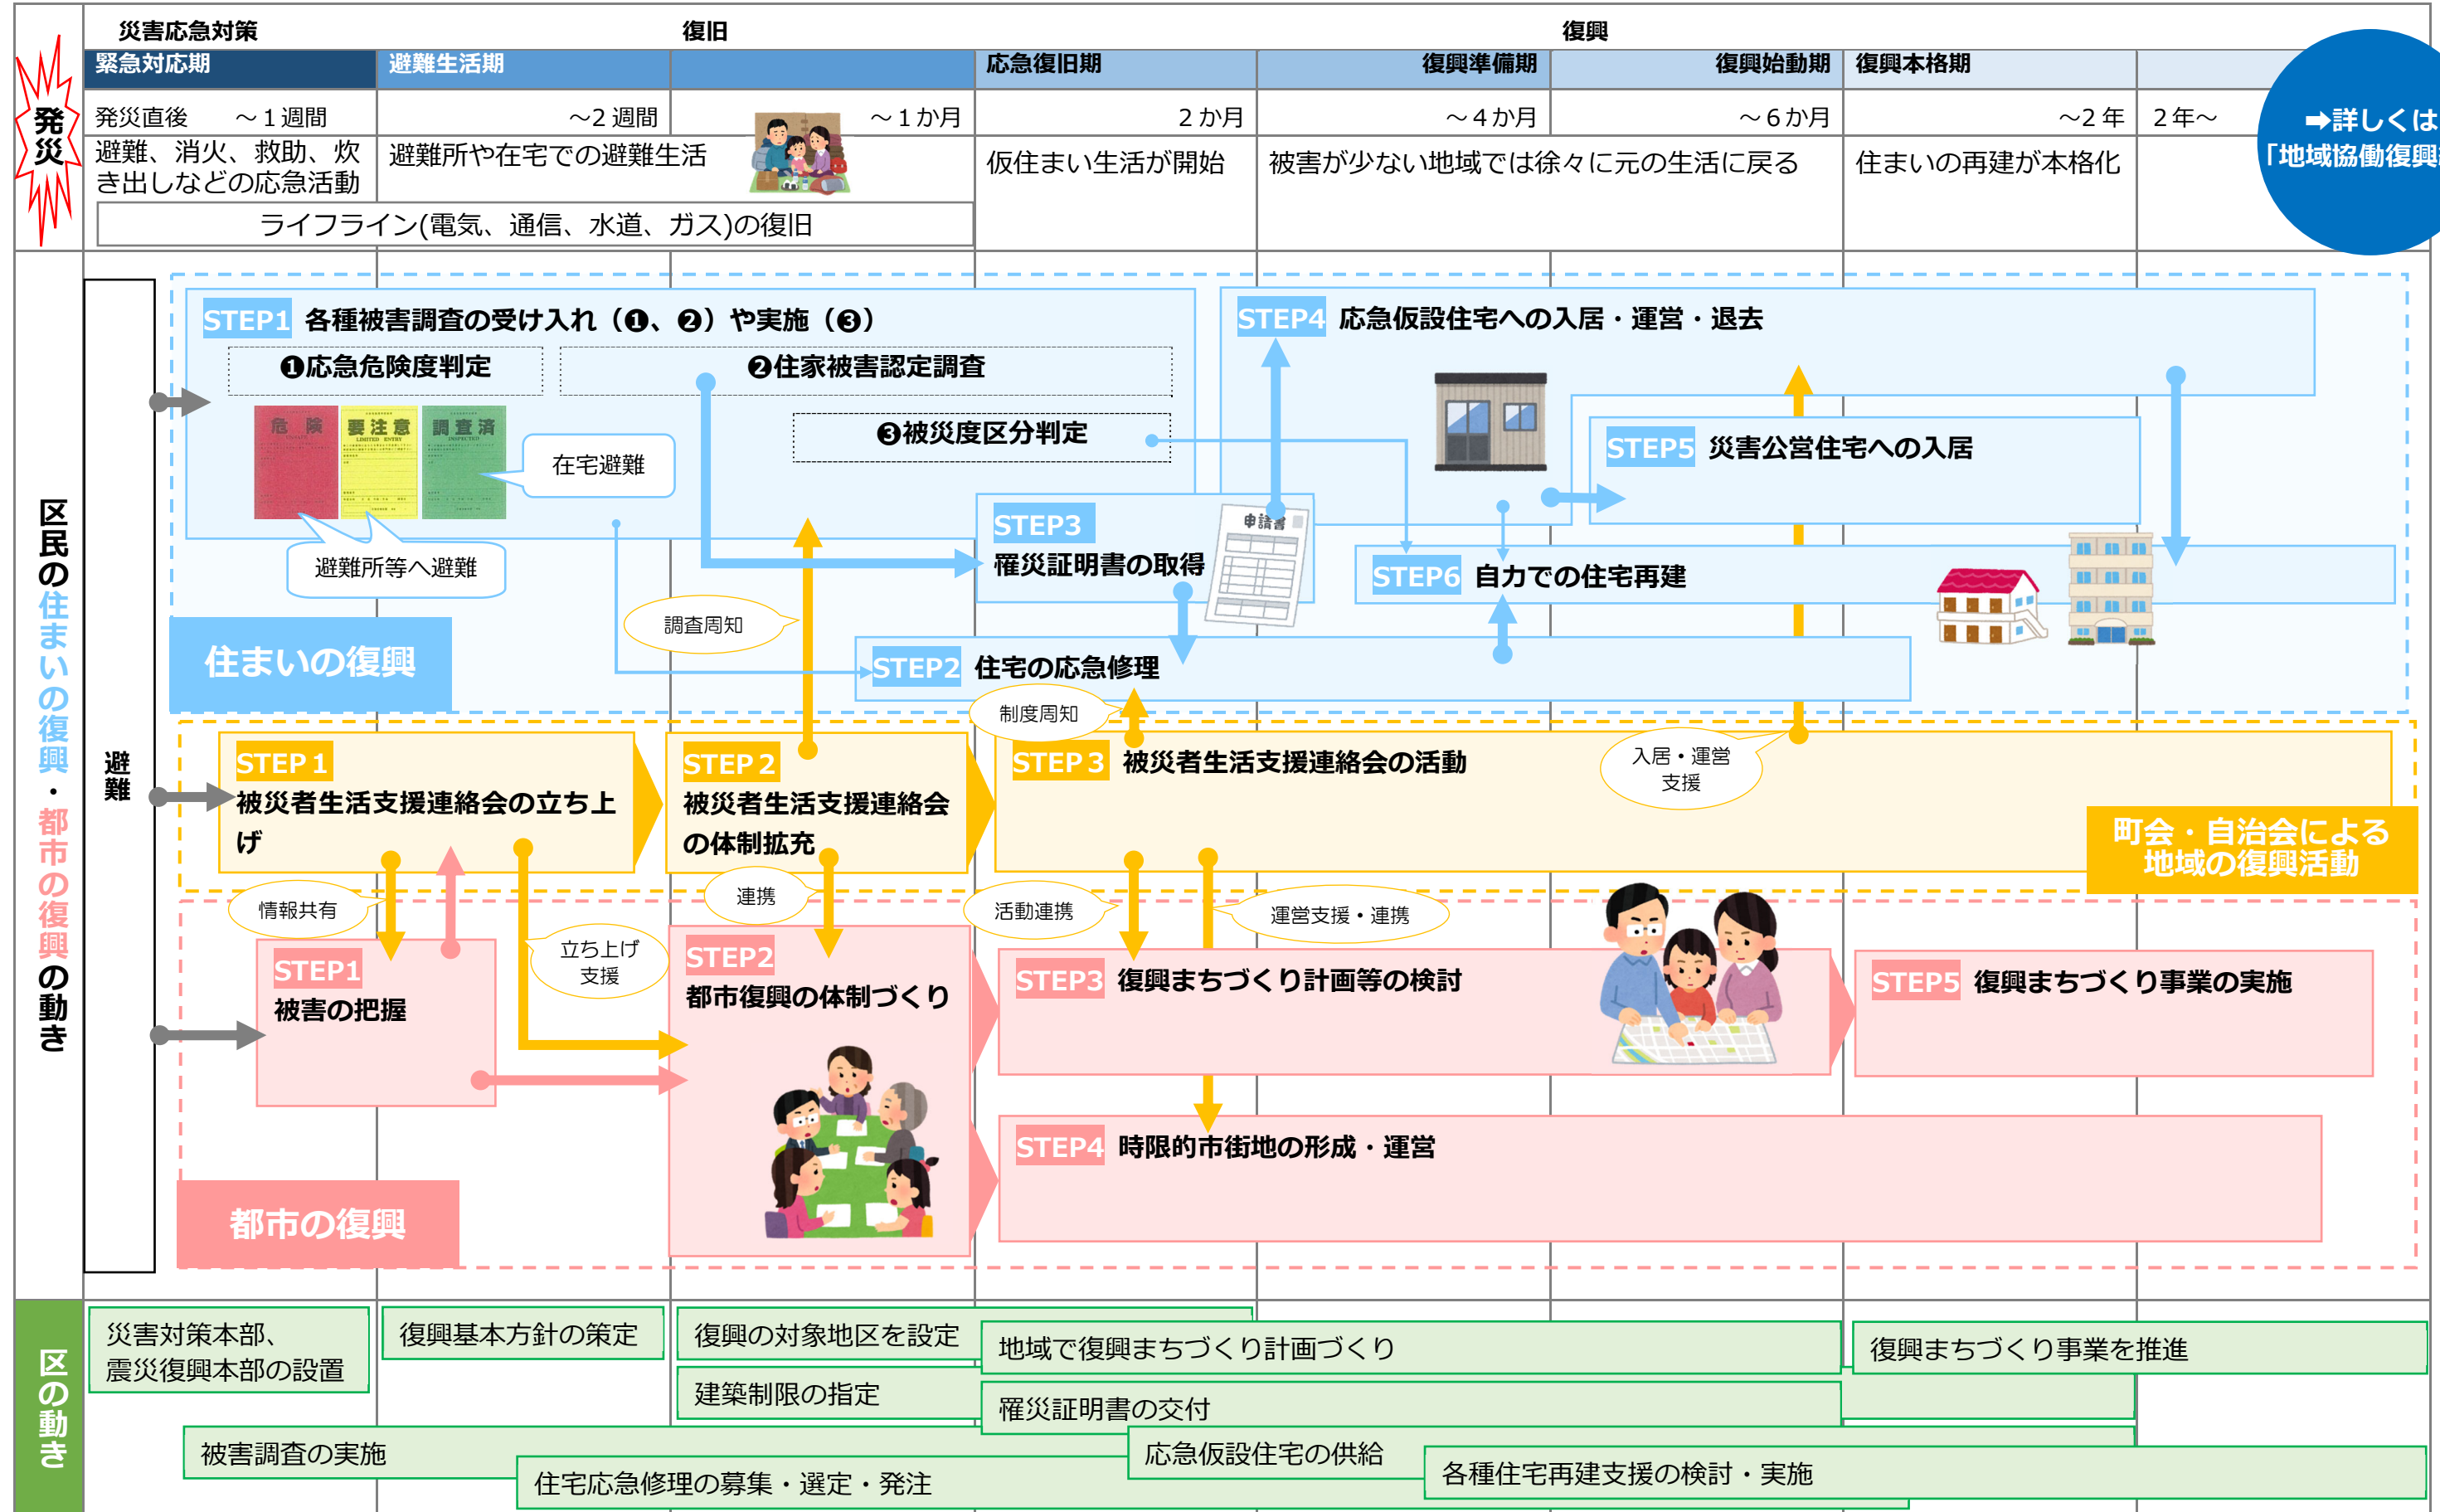 発災
災害応急対策
復旧
復興
緊急対応期
避難生活期
応急復旧期
復興準備期
復興始動期
復興本格期
発災直後 ～１週間
～2 週間
～１か月
２か月
～４か月
～６か月
～2 年
２年～
避難、消火、救助、炊
き出しなどの応急活動
避難所や在宅での避難生活
仮住まい生活が開始
被害が少ない地域では徐々に元の生活に戻る
住まいの再建が本格化
ライフライン(電気、通信、水道、ガス)の復旧
➡詳しくは
「地域協働復興
区民の住まいの復興・都市の復興の動き
避難
STEP1 各種被害調査の受け入れ（❶、❷）や実施（❸）
❶応急危険度判定
❷住家被害認定調査
❸被災度区分判定
危険
要注意
LIMITED ENTRY
調査済
INSPECTED
在宅避難
避難所等へ避難
STEP4 応急仮設住宅への入居・運営・退去
STEP5 災害公営住宅への入居
STEP3
罹災証明書の取得
申請書
STEP6 自力での住宅再建
調査周知
住まいの復興
STEP2 住宅の応急修理
制度周知
STEP１
被災者生活支援連絡会の立ち上
げ
STEP２
被災者生活支援連絡会
の体制拡充
STEP３ 被災者生活支援連絡会の活動
入居・運営
支援
町会・自治会による
地域の復興活動
情報共有
立ち上げ
支援
連携
活動連携
運営支援・連携
STEP1
被害の把握
STEP2
都市復興の体制づくり
STEP3 復興まちづくり計画等の検討
STEP5 復興まちづくり事業の実施
STEP4 時限的市街地の形成・運営
都市の復興
区の動き
災害対策本部、
震災復興本部の設置
復興基本方針の策定
復興の対象地区を設定
地域で復興まちづくり計画づくり
復興まちづくり事業を推進
建築制限の指定
罹災証明書の交付
被害調査の実施
応急仮設住宅の供給
住宅応急修理の募集・選定・発注
各種住宅再建支援の検討・実施